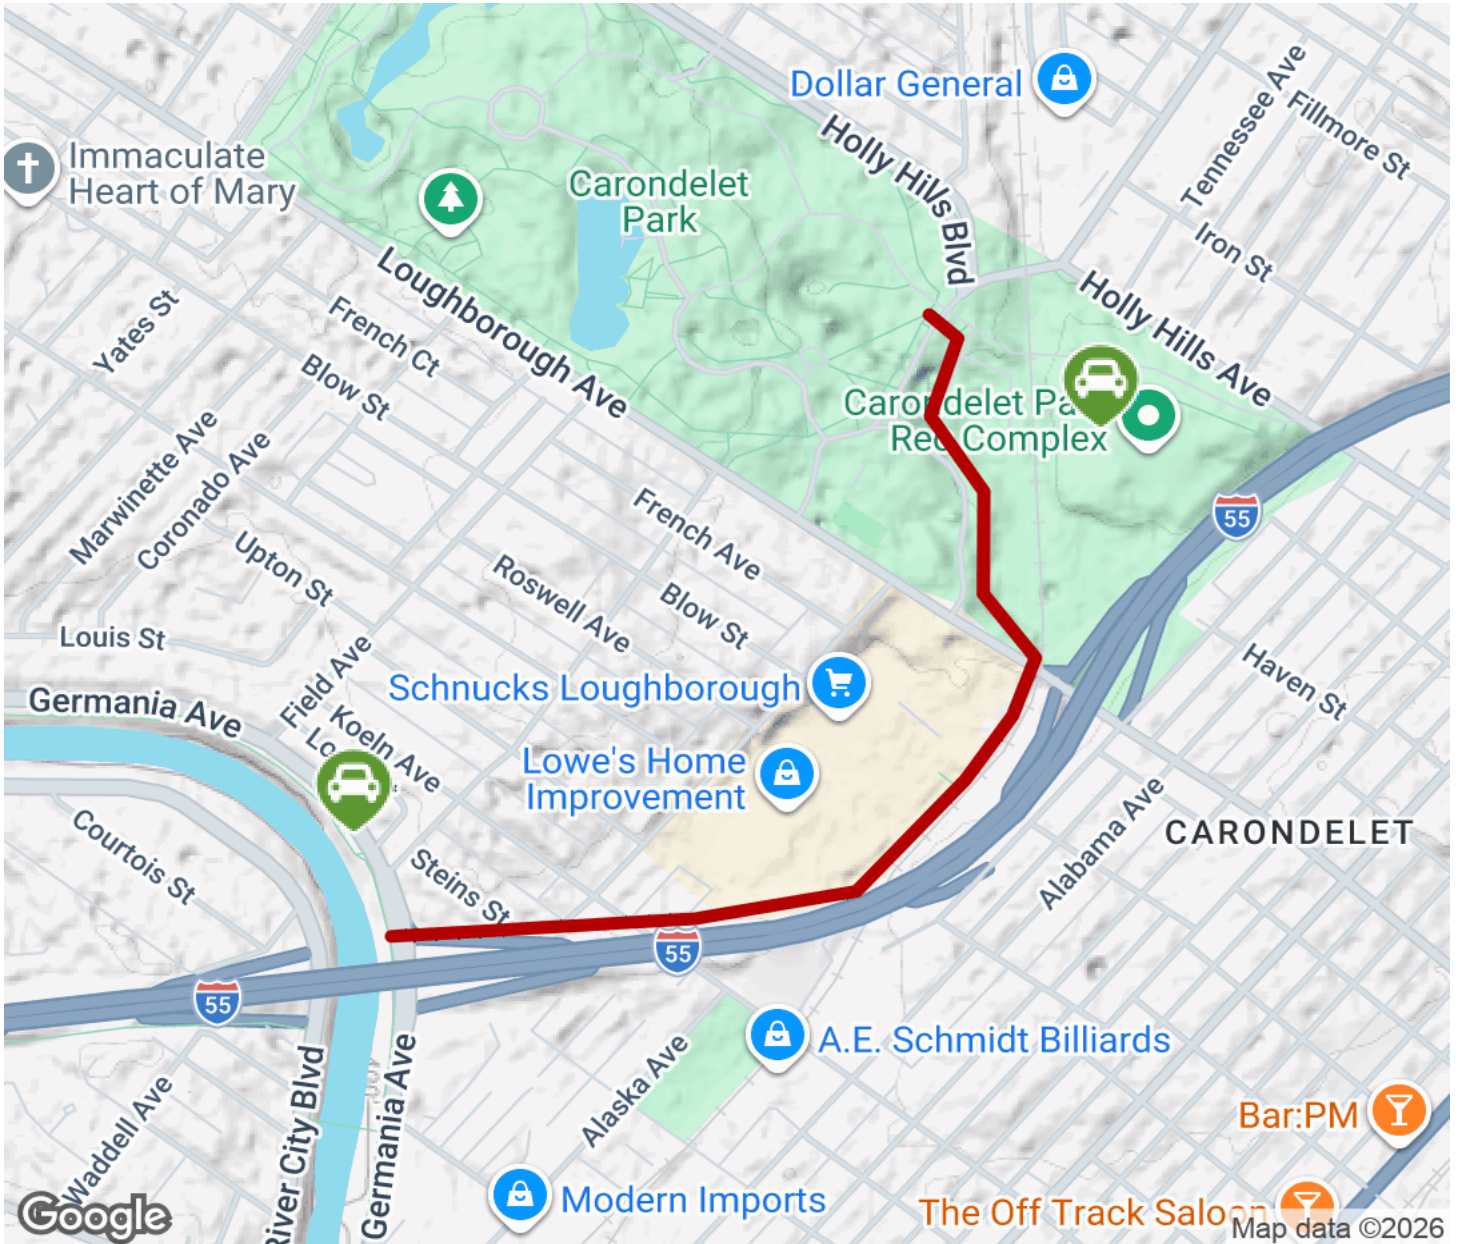 Dollar General
Tennessee Ave
Fillmore St
Holly Hills Blvd
Immaculate
Heart of Mary
Carondelet
Park
Iron St
Loughborough Ave
Holly Hills Ave
Yates St
French Ct
Blow St
Carondelet Pa
Rec Complex
Marwinette Ave
Coronado Ave
55
French Ave
Upton St
Roswell Ave
Blow St
Louis St
Haven St
Field Ave
Schnucks Loughborough
Germania Ave
Koeln Ave
Lowe's Home
Improvement
Alabama Ave
CARONDELET
Courtois St
Steins St
55
55
A.E. Schmidt Billiards
Alaska Ave
Waddell Ave
River City Blvd
Germania Ave
Bar:PM
Modern Imports
The Off Track Saloon
Google
Map data ©2026